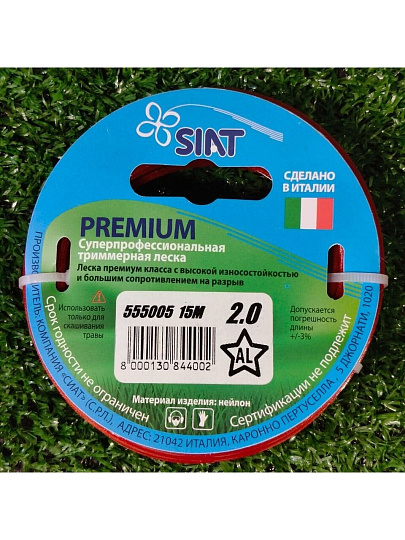 SIAT
СДЕЛАНО
В ИТАЛИИ
PREMIUM
Суперпрофессиональная
триммерная леска
Леска премиум класса с высокой износостойкостью
и большим сопротивлением на разрыв
Использовать
только для
скашивания
травы
555005 15M
2.0
Допускается
погрешность
длины
+/-3%
8 000130 844002
AL
Материал изделия: нейлон
Срок годности не ограничен
Сертификации не подлежит
ПРОИЗВОДИТЕЛЬ: КОМПАНИЯ «СИАТ» (С.Р.Л.), АДРЕС: 21042 ИТАЛИЯ, КАРОННО ПЕРТУСЕЛЛА, 5 ДЖОРНАТИ, 1020